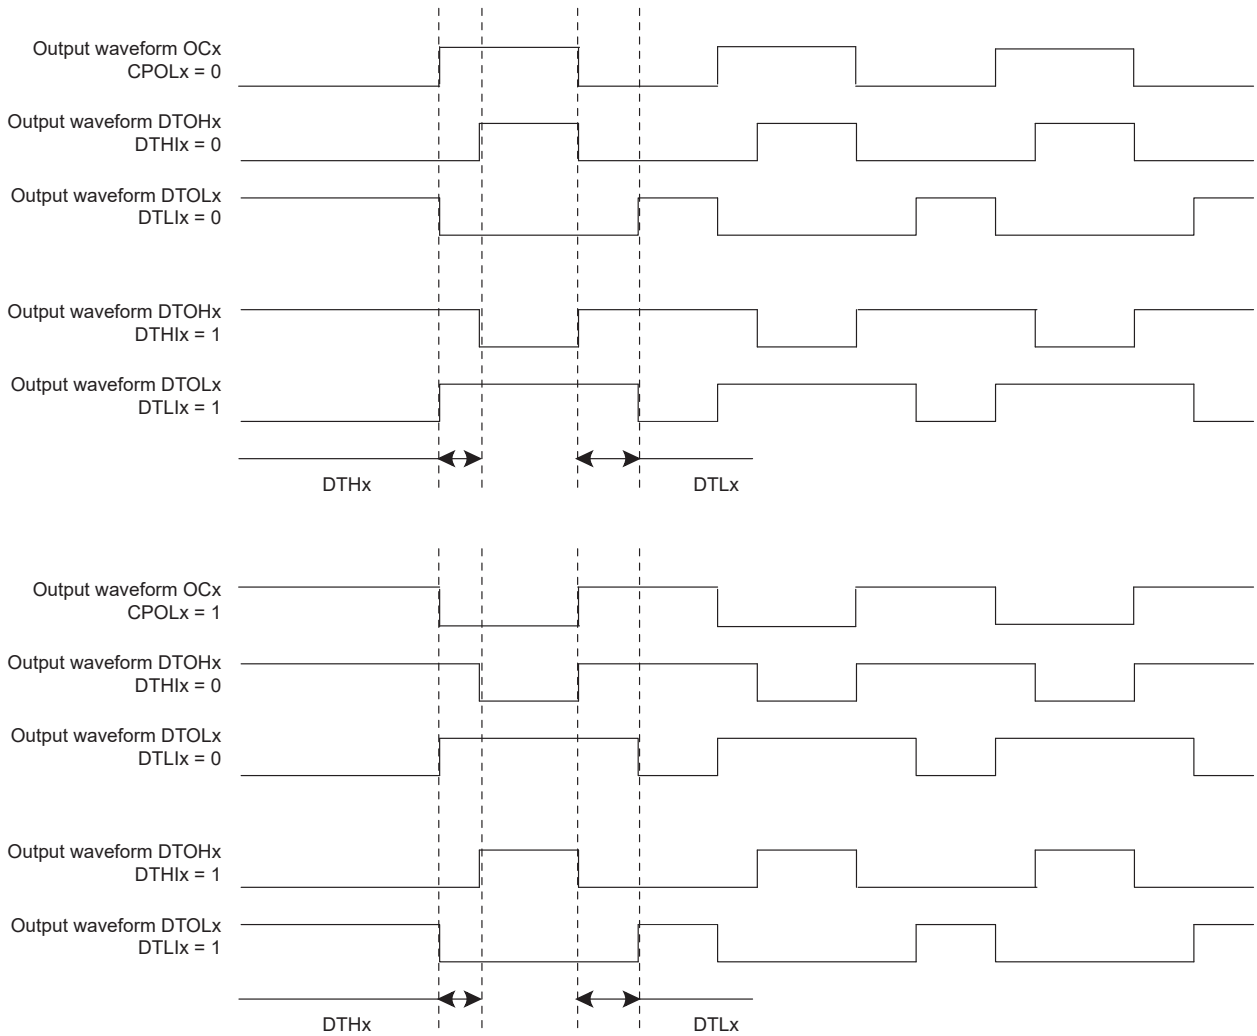 Output waveform OCx
CPOLx = 0
Output waveform DTOHx
DTHIx = 0
Output waveform DTOLx
DTLIx = 0
Output waveform DTOHx
DTHIx = 1
Output waveform DTOLx
DTLIx = 1
DTHx
DTLx
Output waveform OCx
CPOLx = 1
Output waveform DTOHx
DTHIx = 0
Output waveform DTOLx
DTLIx = 0
Output waveform DTOHx
DTHIx = 1
Output waveform DTOLx
DTLIx = 1
DTHx
DTLx